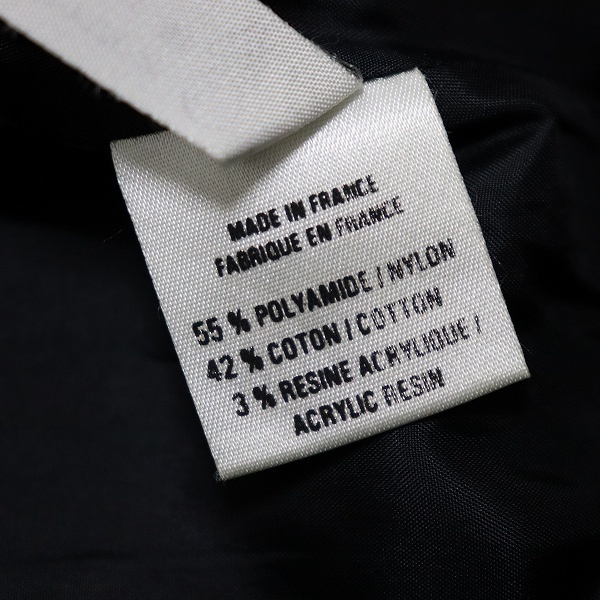 MADE IN FRANCE
FABRIQUE EN FRANCE
55 % POLYAMIDE / NYLON
42 % COTON / COTTON
3 % RESINE ACRYLIQUE /
ACRYLIC RESIN